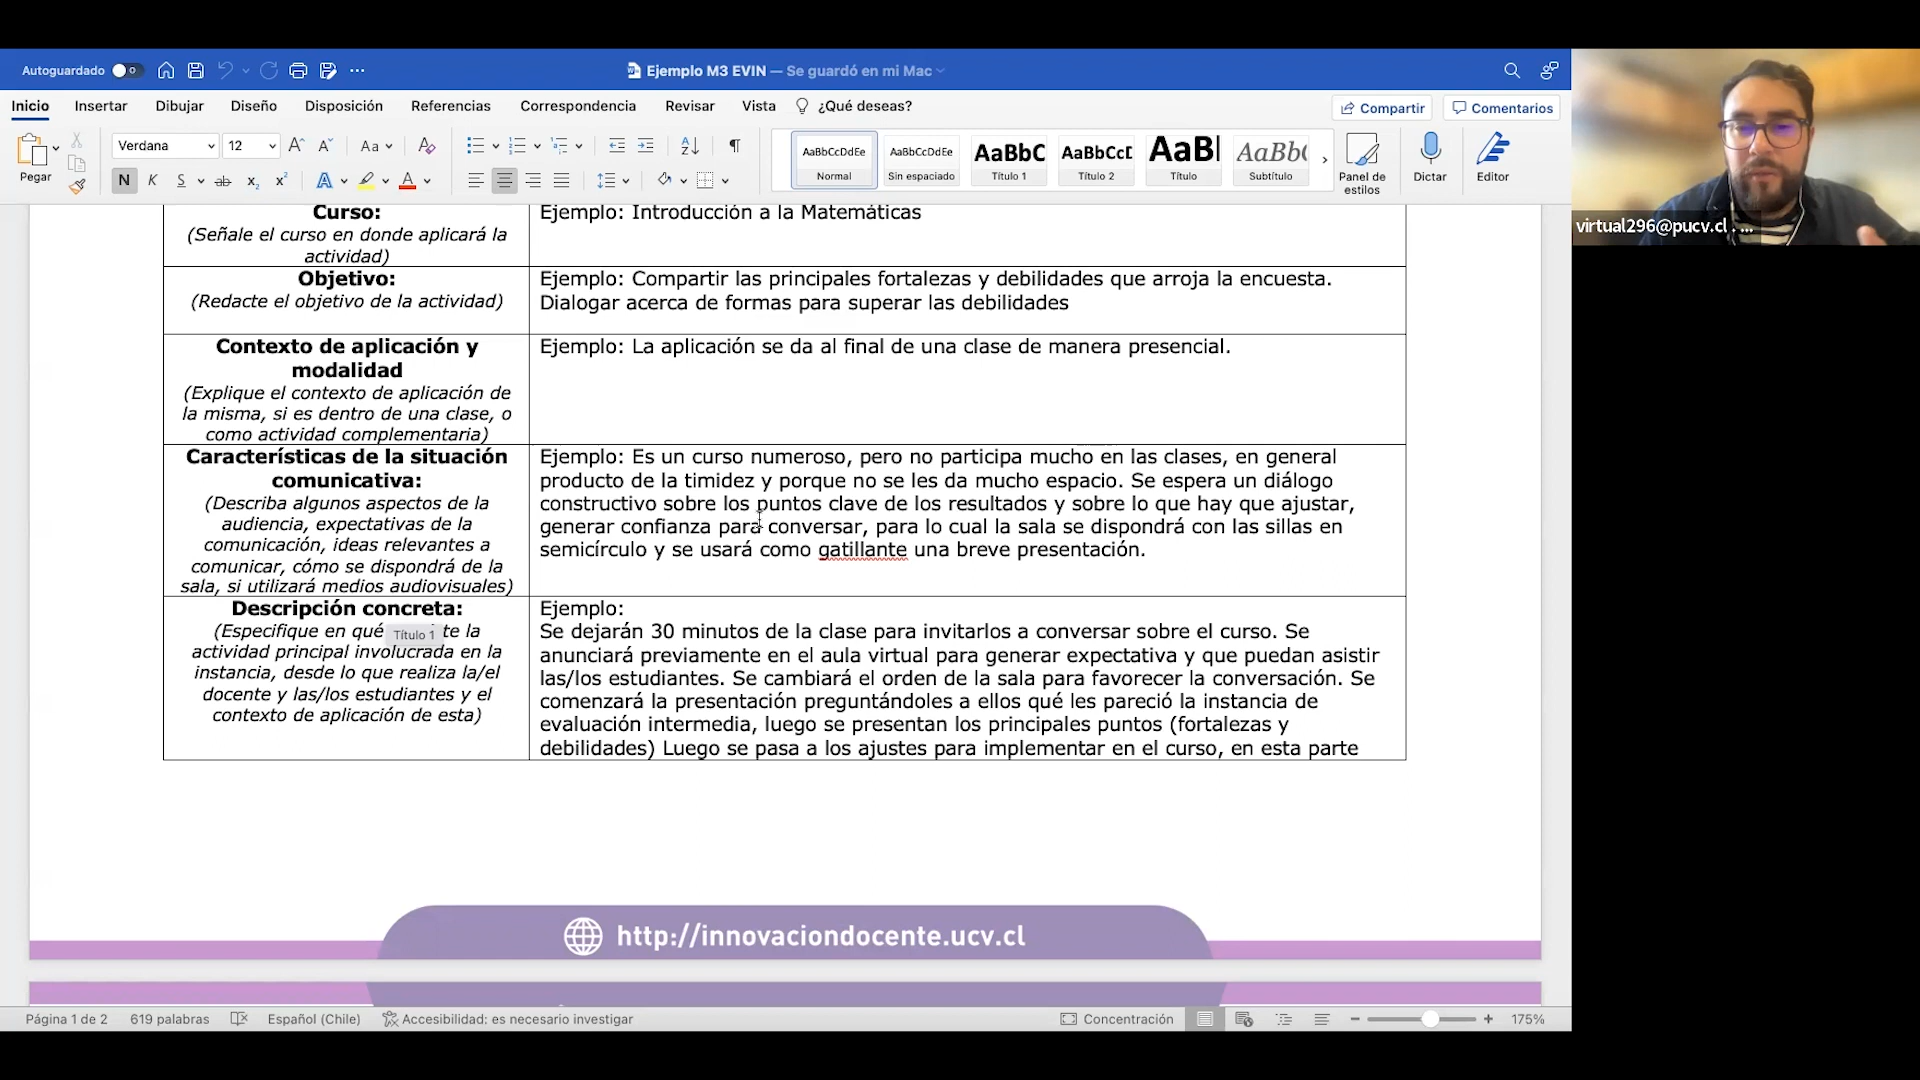 Autoguardado
Ejemplo M3 EVIN — Se guardó en mi Mac
Inicio Insertar Dibujar Diseño Disposición Referencias Correspondencia Revisar Vista ¿Qué deseas?
Compartir Comentarios
Pegar
Verdana 12
Aa
N K S ab x₂ x²
A A
AaBbCcDdEe AaBbCcDdEe AaBbC AaBbCcD AaBl AaBb(
Normal Sin espaciado Título 1 Título 2 Título Subtítulo
Panel de estilos Dictar Editor
virtual296@pucv.cl . ...
Curso:
(Señale el curso en donde aplicará la
actividad)
Ejemplo: Introducción a la Matemáticas
Objetivo:
(Redacte el objetivo de la actividad)
Ejemplo: Compartir las principales fortalezas y debilidades que arroja la encuesta.
Dialogar acerca de formas para superar las debilidades
Contexto de aplicación y
modalidad
(Explique el contexto de aplicación de
la misma, si es dentro de una clase, o
como actividad complementaria)
Ejemplo: La aplicación se da al final de una clase de manera presencial.
Características de la situación
comunicativa:
(Describa algunos aspectos de la
audiencia, expectativas de la
comunicación, ideas relevantes a
comunicar, cómo se dispondrá de la
sala, si utilizará medios audiovisuales)
Ejemplo: Es un curso numeroso, pero no participa mucho en las clases, en general
producto de la timidez y porque no se les da mucho espacio. Se espera un diálogo
constructivo sobre los puntos clave de los resultados y sobre lo que hay que ajustar,
generar confianza para conversar, para lo cual la sala se dispondrá con las sillas en
semicírculo y se usará como gatillante una breve presentación.
Descripción concreta:
(Especifique en qué te la
Título 1
actividad principal involucrada en la
instancia, desde lo que realiza la/el
docente y las/los estudiantes y el
contexto de aplicación de esta)
Ejemplo:
Se dejarán 30 minutos de la clase para invitarlos a conversar sobre el curso. Se
anunciará previamente en el aula virtual para generar expectativa y que puedan asistir
las/los estudiantes. Se cambiará el orden de la sala para favorecer la conversación. Se
comenzará la presentación preguntándoles a ellos qué les pareció la instancia de
evaluación intermedia, luego se presentan los principales puntos (fortalezas y
debilidades) Luego se pasa a los ajustes para implementar en el curso, en esta parte
http://innovaciondocente.ucv.cl
Página 1 de 2 619 palabras Español (Chile) Accesibilidad: es necesario investigar Concentración 175%